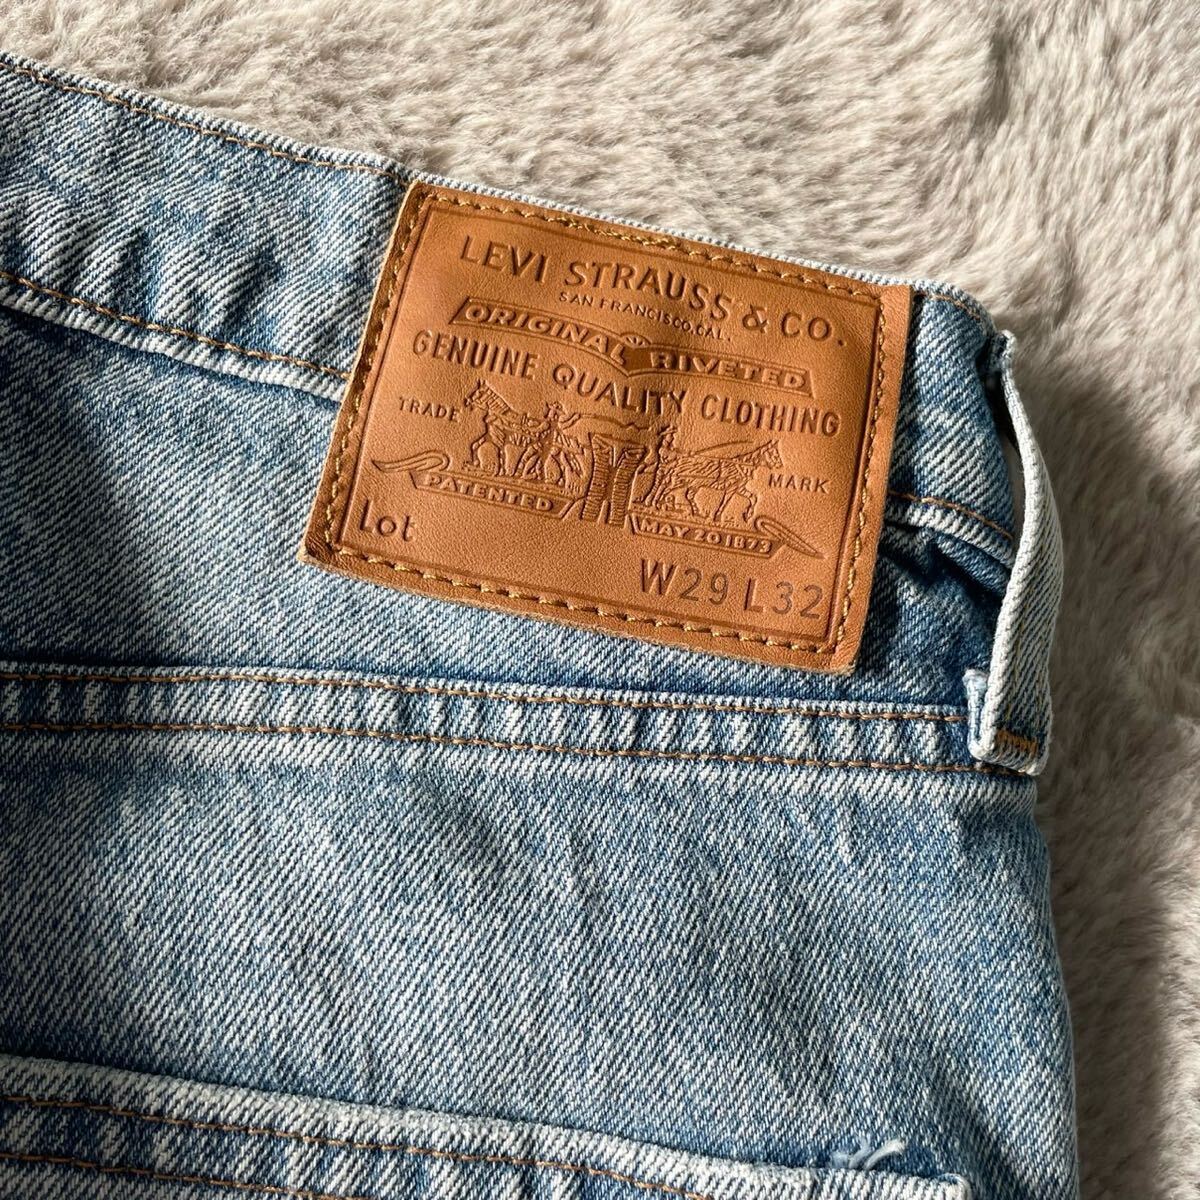 LEVI STRAUSS & CO.
SAN FRANCISCO, CAL.
ORIGINAL RIVETED
GENUINE QUALITY CLOTHING
TRADE MARK
PATENTED MAY 20 1873
Lot
W29 L32